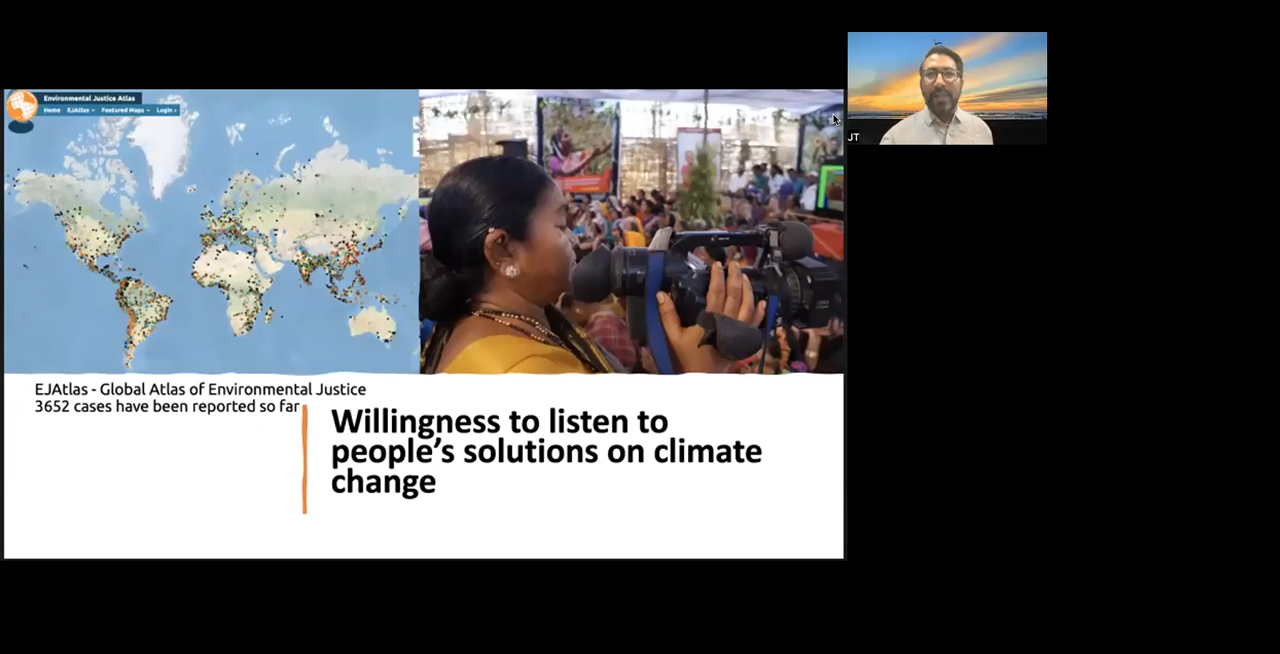 Environmental Justice Atlas
Home EJAtlas Featured Maps Login
EJAtlas - Global Atlas of Environmental Justice
3652 cases have been reported so far
Willingness to listen to
people’s solutions on climate
change
JT